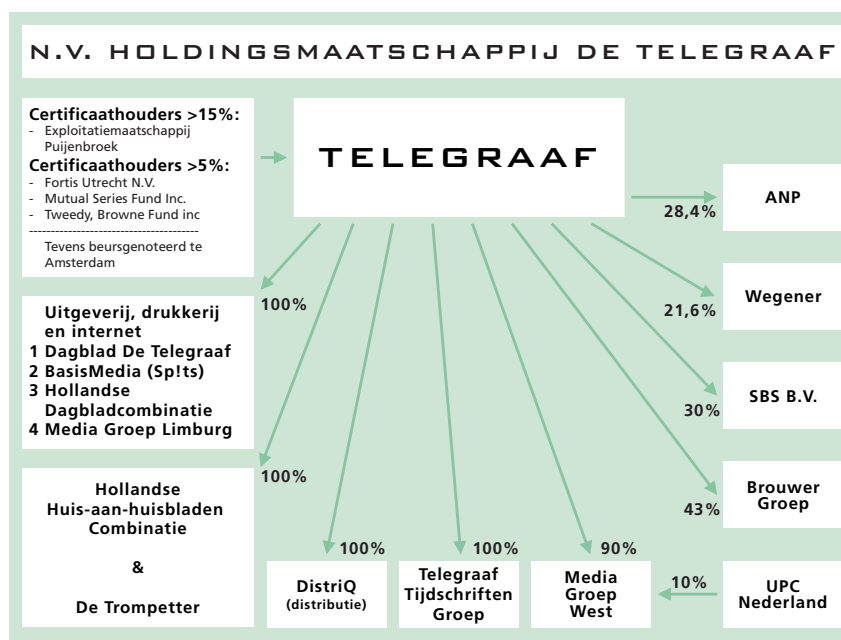 N.V. HOLDINGSMAATSCHAPPIJ DE TELEGRAAF
Certificaathouders >15%:
- Exploitatiemaatschappij
Puijenbroek
Certificaathouders >5%:
- Fortis Utrecht N.V.
- Mutual Series Fund Inc.
- Tweedy, Browne Fund inc
----------------------------------------
Tevens beursgenoteerd te
Amsterdam
TELEGRAAF
ANP
28,4%
Wegener
21,6%
SBS B.V.
30%
Brouwer
Groep
43%
100%
Uitgeverij, drukkerij
en internet
1 Dagblad De Telegraaf
2 BasisMedia (Sp!ts)
3 Hollandse
Dagbladcombinatie
4 Media Groep Limburg
100%
Hollandse
Huis-aan-huisbladen
Combinatie
&
De Trompetter
100%
DistriQ
(distributie)
100%
Telegraaf
Tijdschriften
Groep
90%
Media
Groep
West
10%
UPC
Nederland